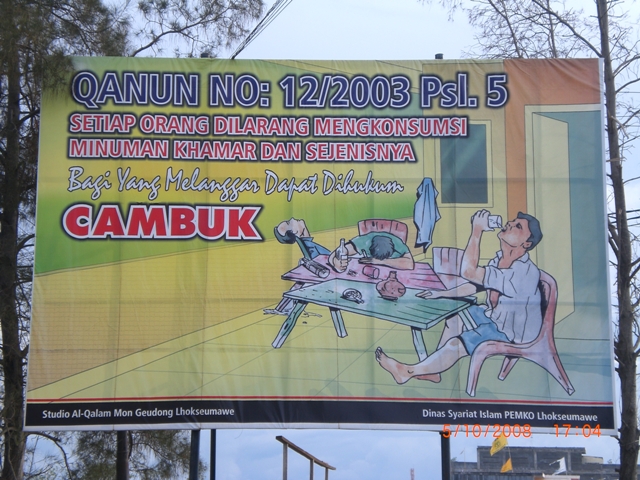 QANUN NO: 12/2003 Psl. 5
SETIAP ORANG DILARANG MENGKONSUMSI
MINUMAN KHAMAR DAN SEJENISNYA
Bagi Yang Melanggar Dapat Dihukum
CAMBUK
Studio Al-Qalam Mon Geudong Lhokseumawe
Dinas Syariat Islam PEMKO Lhokseumawe
5/10/2008 17:04